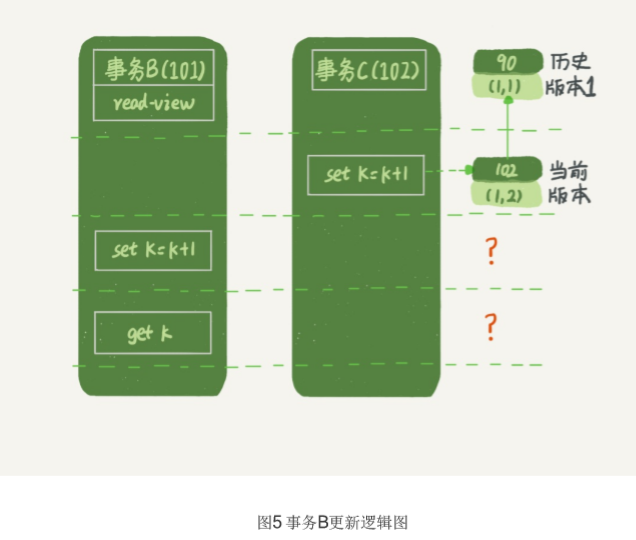 事务B(101)
read-view
事务C(102)
90
(1,1)
历史
版本1
set k=k+1
102
(1,2)
当前
版本
set k=k+1
?
get k
?
图5 事务B更新逻辑图